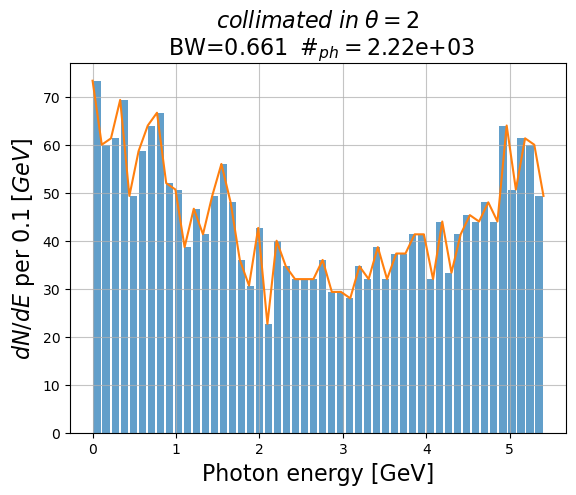 collimated in θ = 2
BW=0.661 #ph = 2.22e+03
dN/dE per 0.1 [GeV]
70
60
50
40
30
20
10
0
0 1 2 3 4 5
Photon energy [GeV]